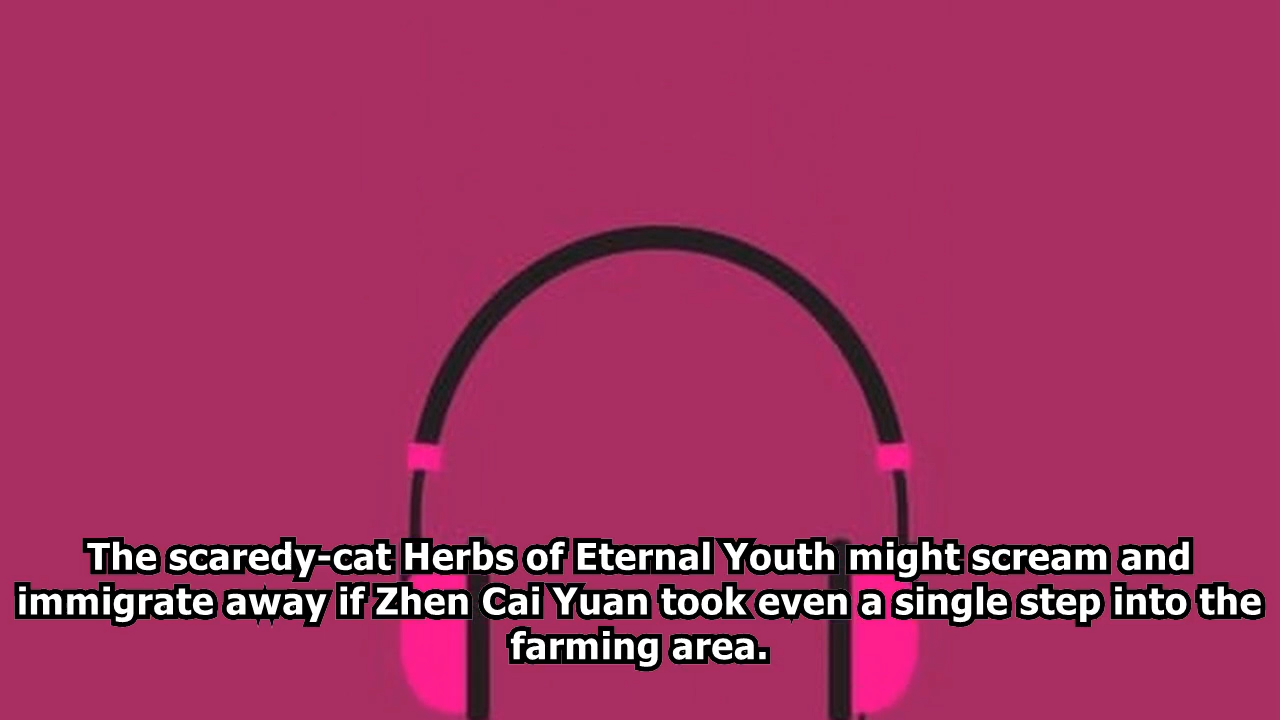 The scaredy-cat Herbs of Eternal Youth might scream and
immigrate away if Zhen Cai Yuan took even a single step into the
farming area.